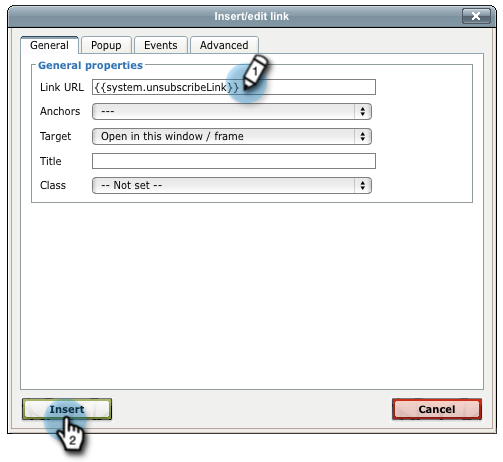 Insert/edit link
General Popup Events Advanced
General properties
Link URL {{system.unsubscribeLink}} 1
Anchors ---
Target Open in this window / frame
Title
Class -- Not set --
Insert Cancel
2